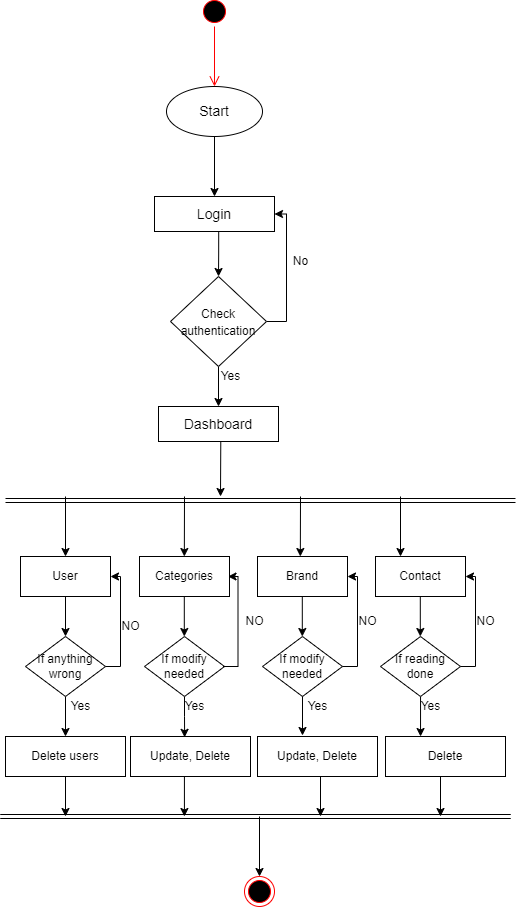 Start
Login
No
Check
authentication
Yes
Dashboard
User
Categories
Brand
Contact
NO
NO
NO
NO
If anything
wrong
If modify
needed
If modify
needed
If reading
done
Yes
Yes
Yes
Yes
Delete users
Update, Delete
Update, Delete
Delete